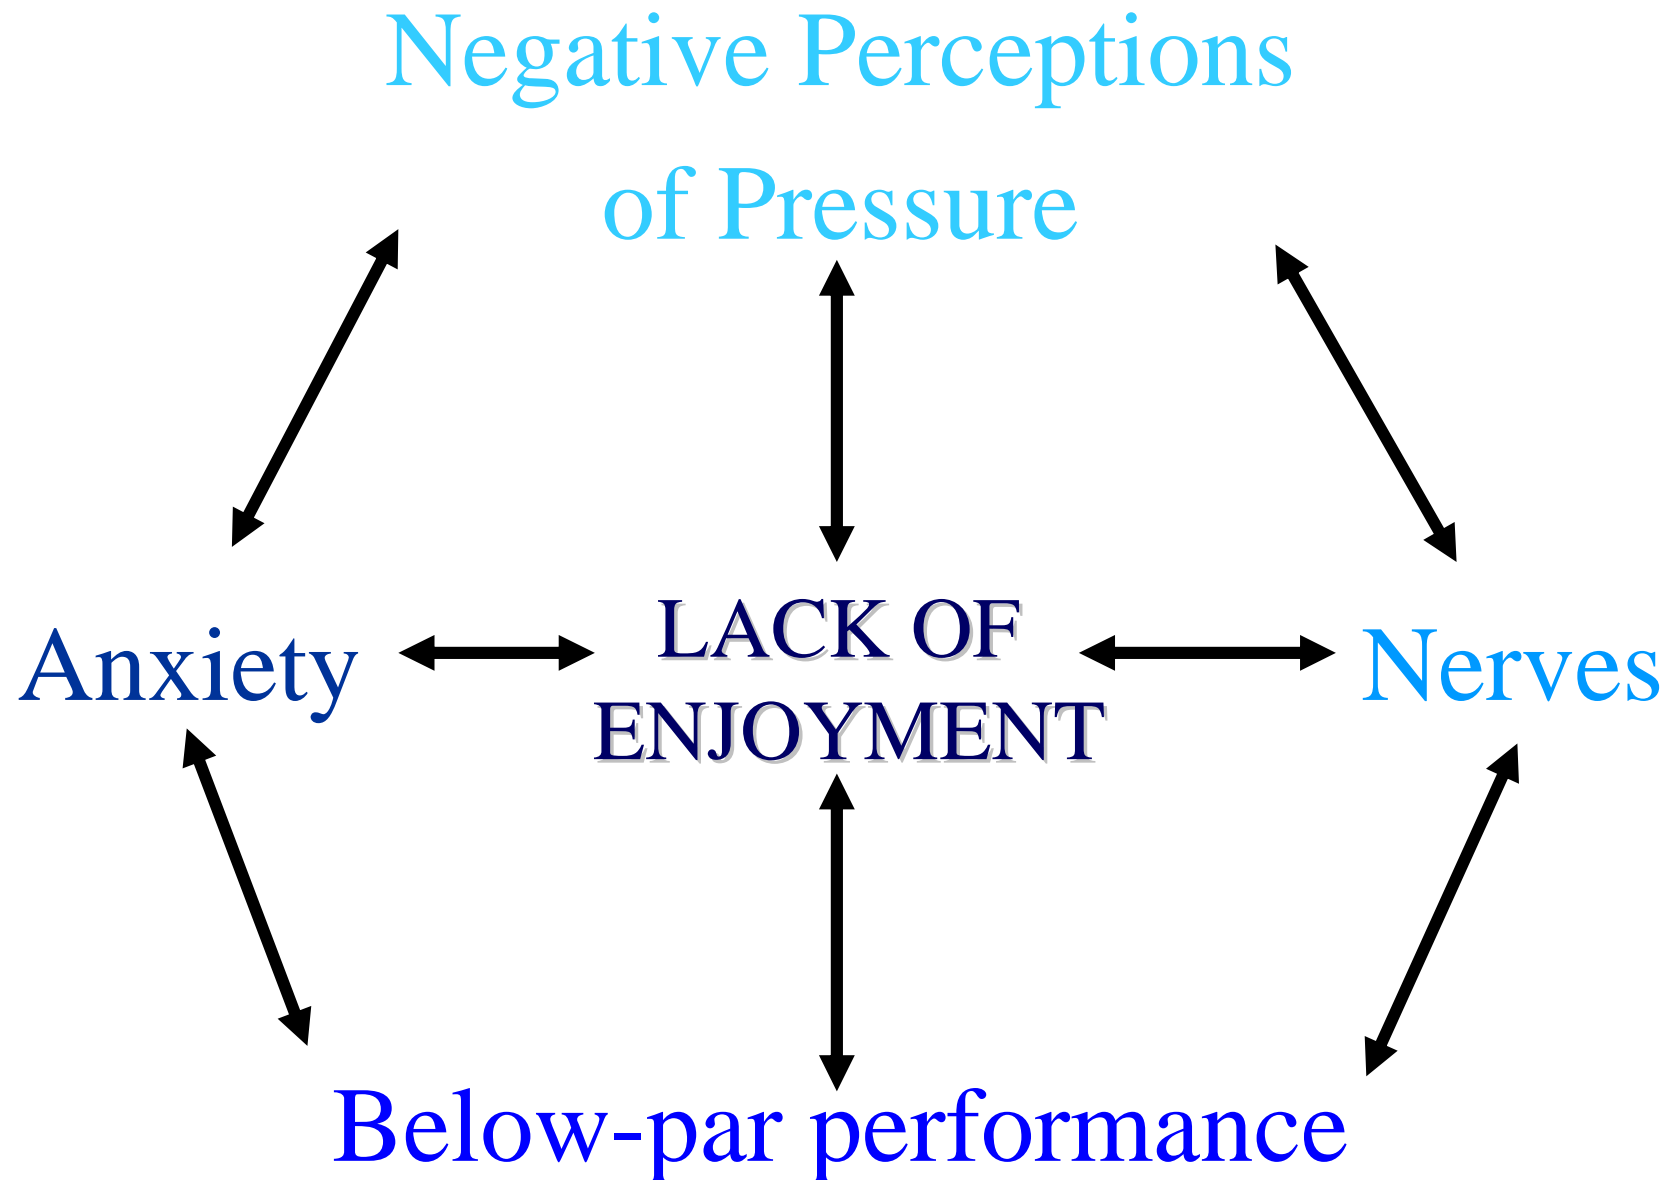 Negative Perceptions
of Pressure
Anxiety
LACK OF
ENJOYMENT
Nerves
Below-par performance